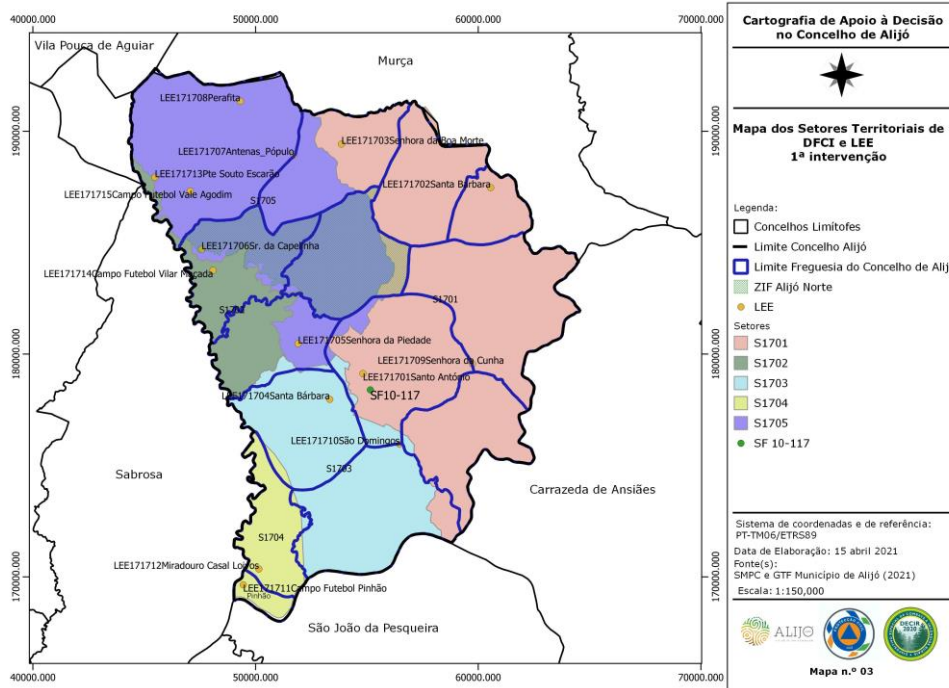 40000.000 50000.000 60000.000 70000.000
Vila Pouca de Aguiar
Murça
LEE171708Perafita
190000.000
190000.000
LEE171703Senhora da Boa Morte
LEE171707Antenas_Pópulo
LEE171713Pte Souto Escarão
LEE171702Santa Bárbara
LEE171715Campo Futebol Vale Agodim
S1705
LEE171706Sr. da Capelinha
LEE171714Campo Futebol Vilar Maçada
S1701
S1702
LEE171705Senhora da Piedade
180000.000
180000.000
LEE171709Senhora da Cunha
LEE171701Santo António
SF10-117
LEE171704Santa Bárbara
LEE171710São Domingos
S1703
Sabrosa
Carrazeda de Ansiães
S1704
LEE171712Miradouro Casal Loivos
170000.000
170000.000
LEE171711Campo Futebol Pinhão
Pinhão
São João da Pesqueira
40000.000 50000.000 60000.000 70000.000
Cartografia de Apoio à Decisão
no Concelho de Alijó
Mapa dos Setores Territoriais de
DFCI e LEE
1ª intervenção
Legenda:
Concelhos Limítofes
Limite Concelho Alijó
Limite Freguesia do Concelho de Alij
ZIF Alijó Norte
LEE
Setores
S1701
S1702
S1703
S1704
S1705
SF 10-117
Sistema de coordenadas e de referência:
PT-TM06/ETRS89
Data de Elaboração: 15 abril 2021
Fonte(s):
SMPC e GTF Município de Alijó (2021)
Escala: 1:150,000
ALIJÓ
DECIR
2020
Mapa n.º 03